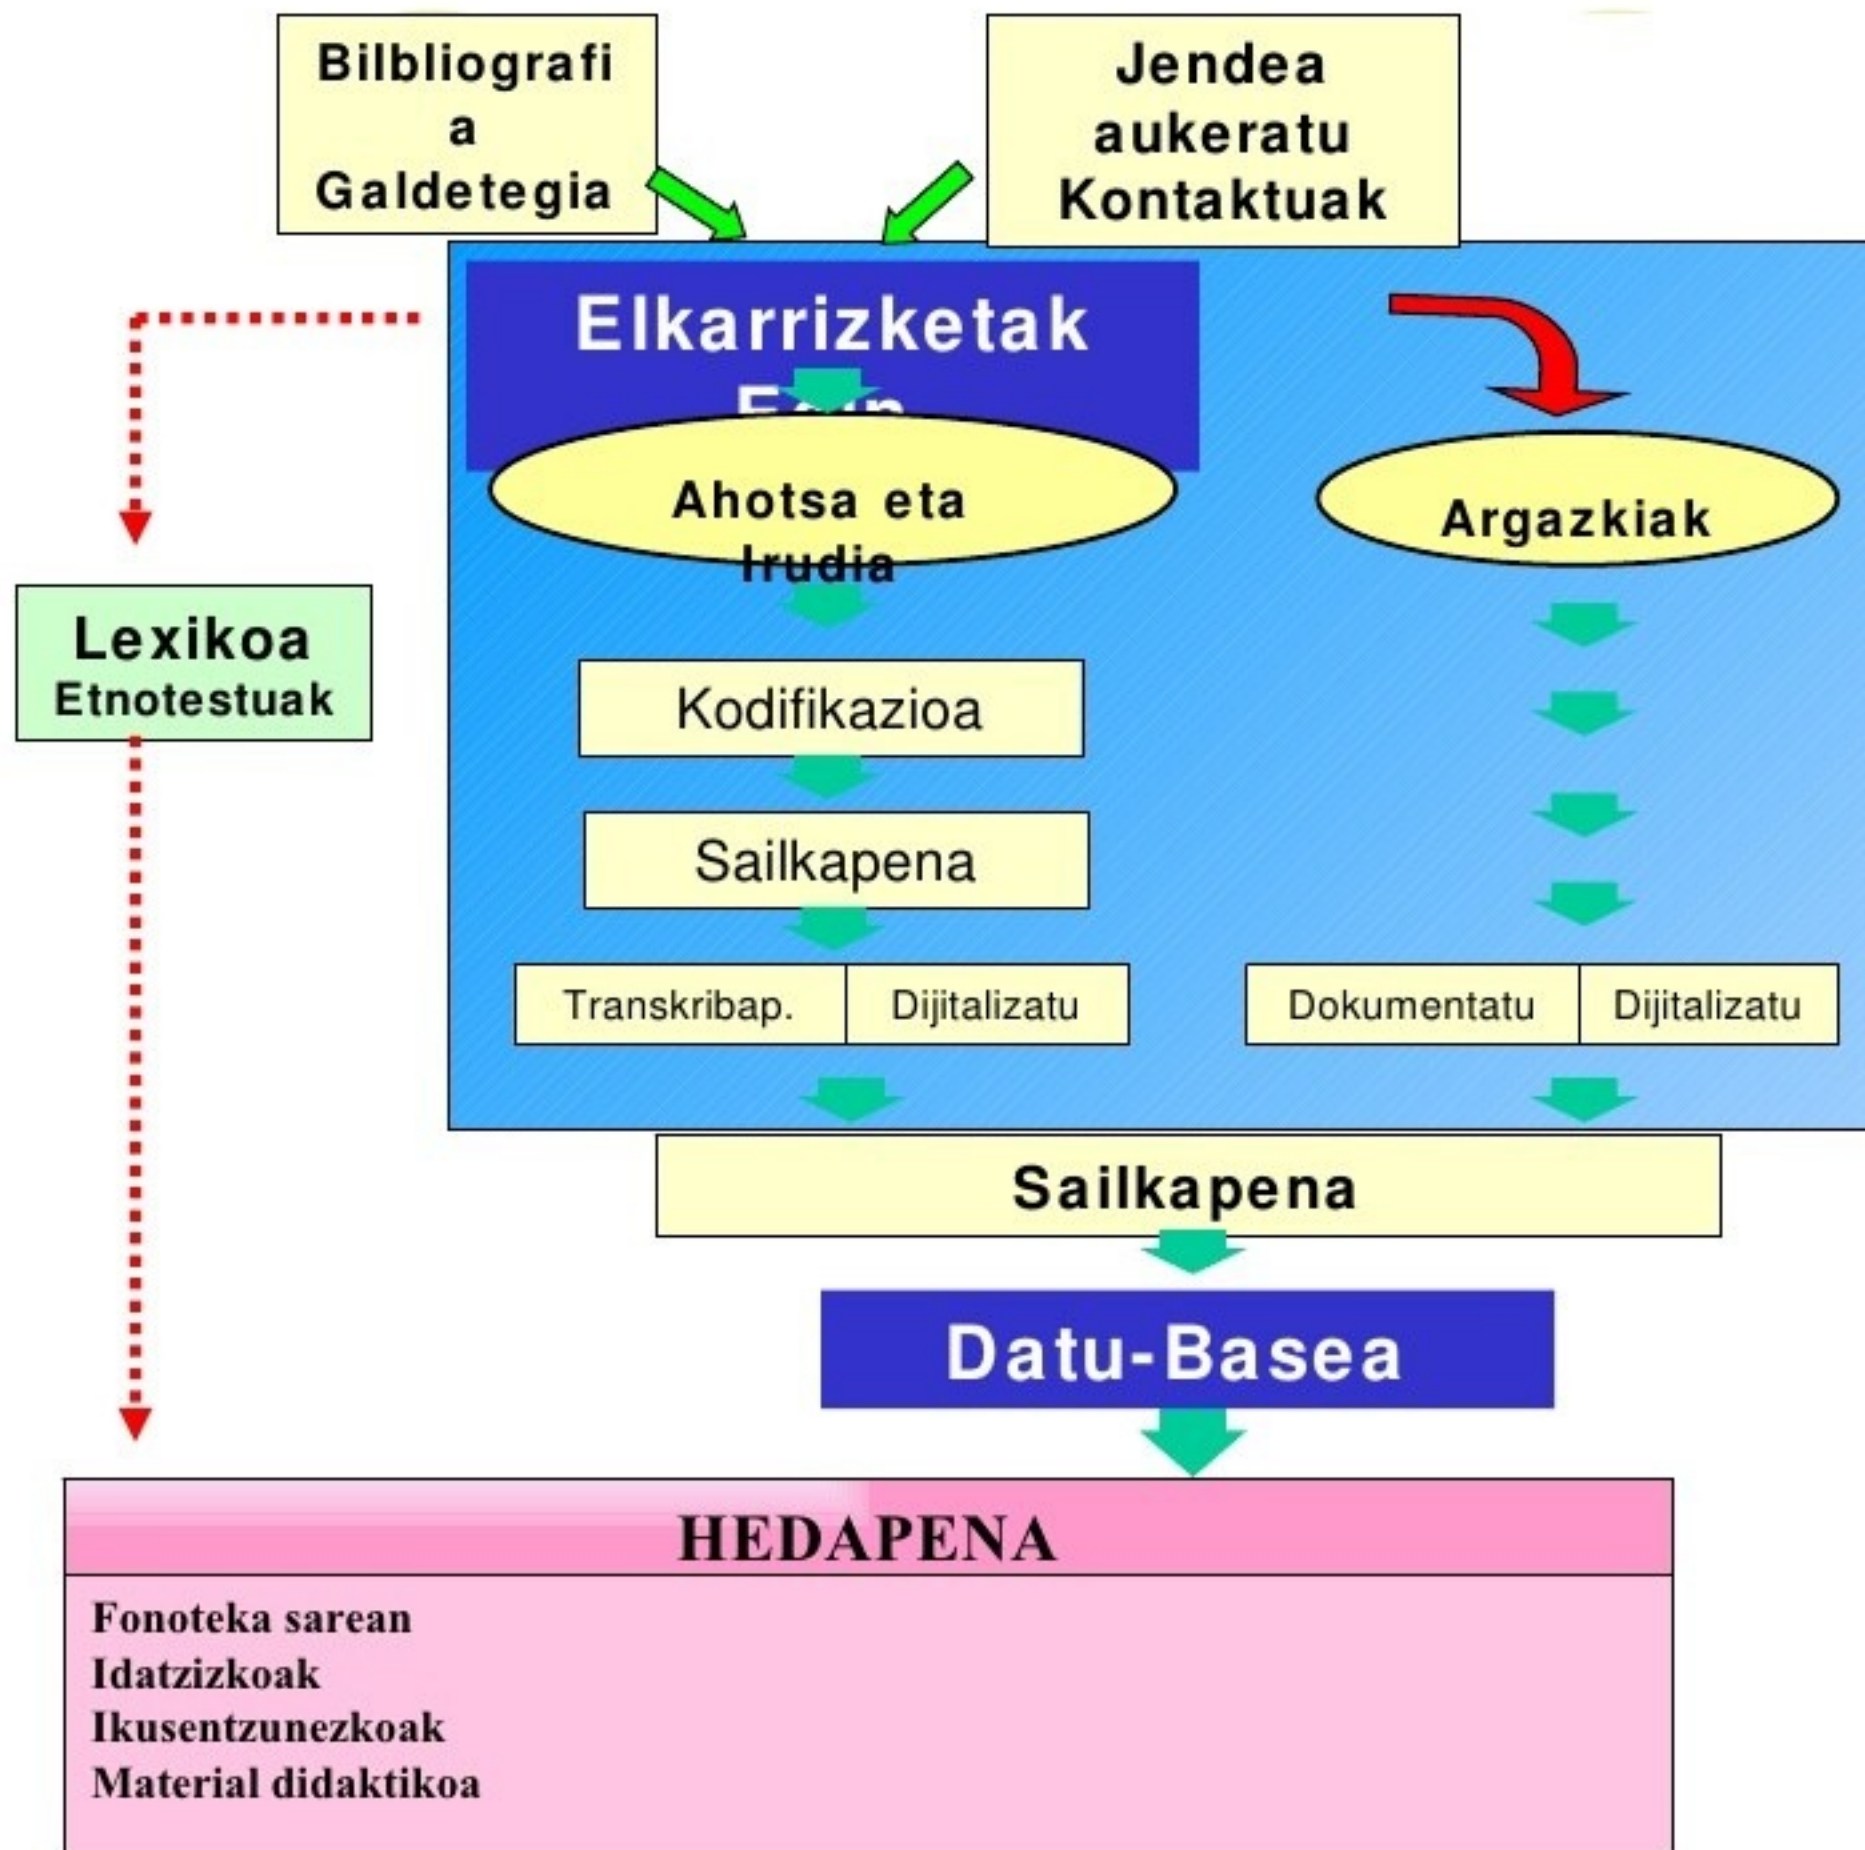 Bilbliografi
a
Galdetegia
Jendea
aukeratu
Kontaktuak
Elkarrizketak
Ahotsa eta
Irudia
Argazkiak
Lexikoa
Etnotestuak
Kodifikazioa
Sailkapena
Transkribap.
Dijitalizatu
Dokumentatu
Dijitalizatu
Sailkapena
Datu-Basea
HEDAPENA
Fonoteka sarean
Idatzizkoak
Ikusentzunezkoak
Material didaktikoa